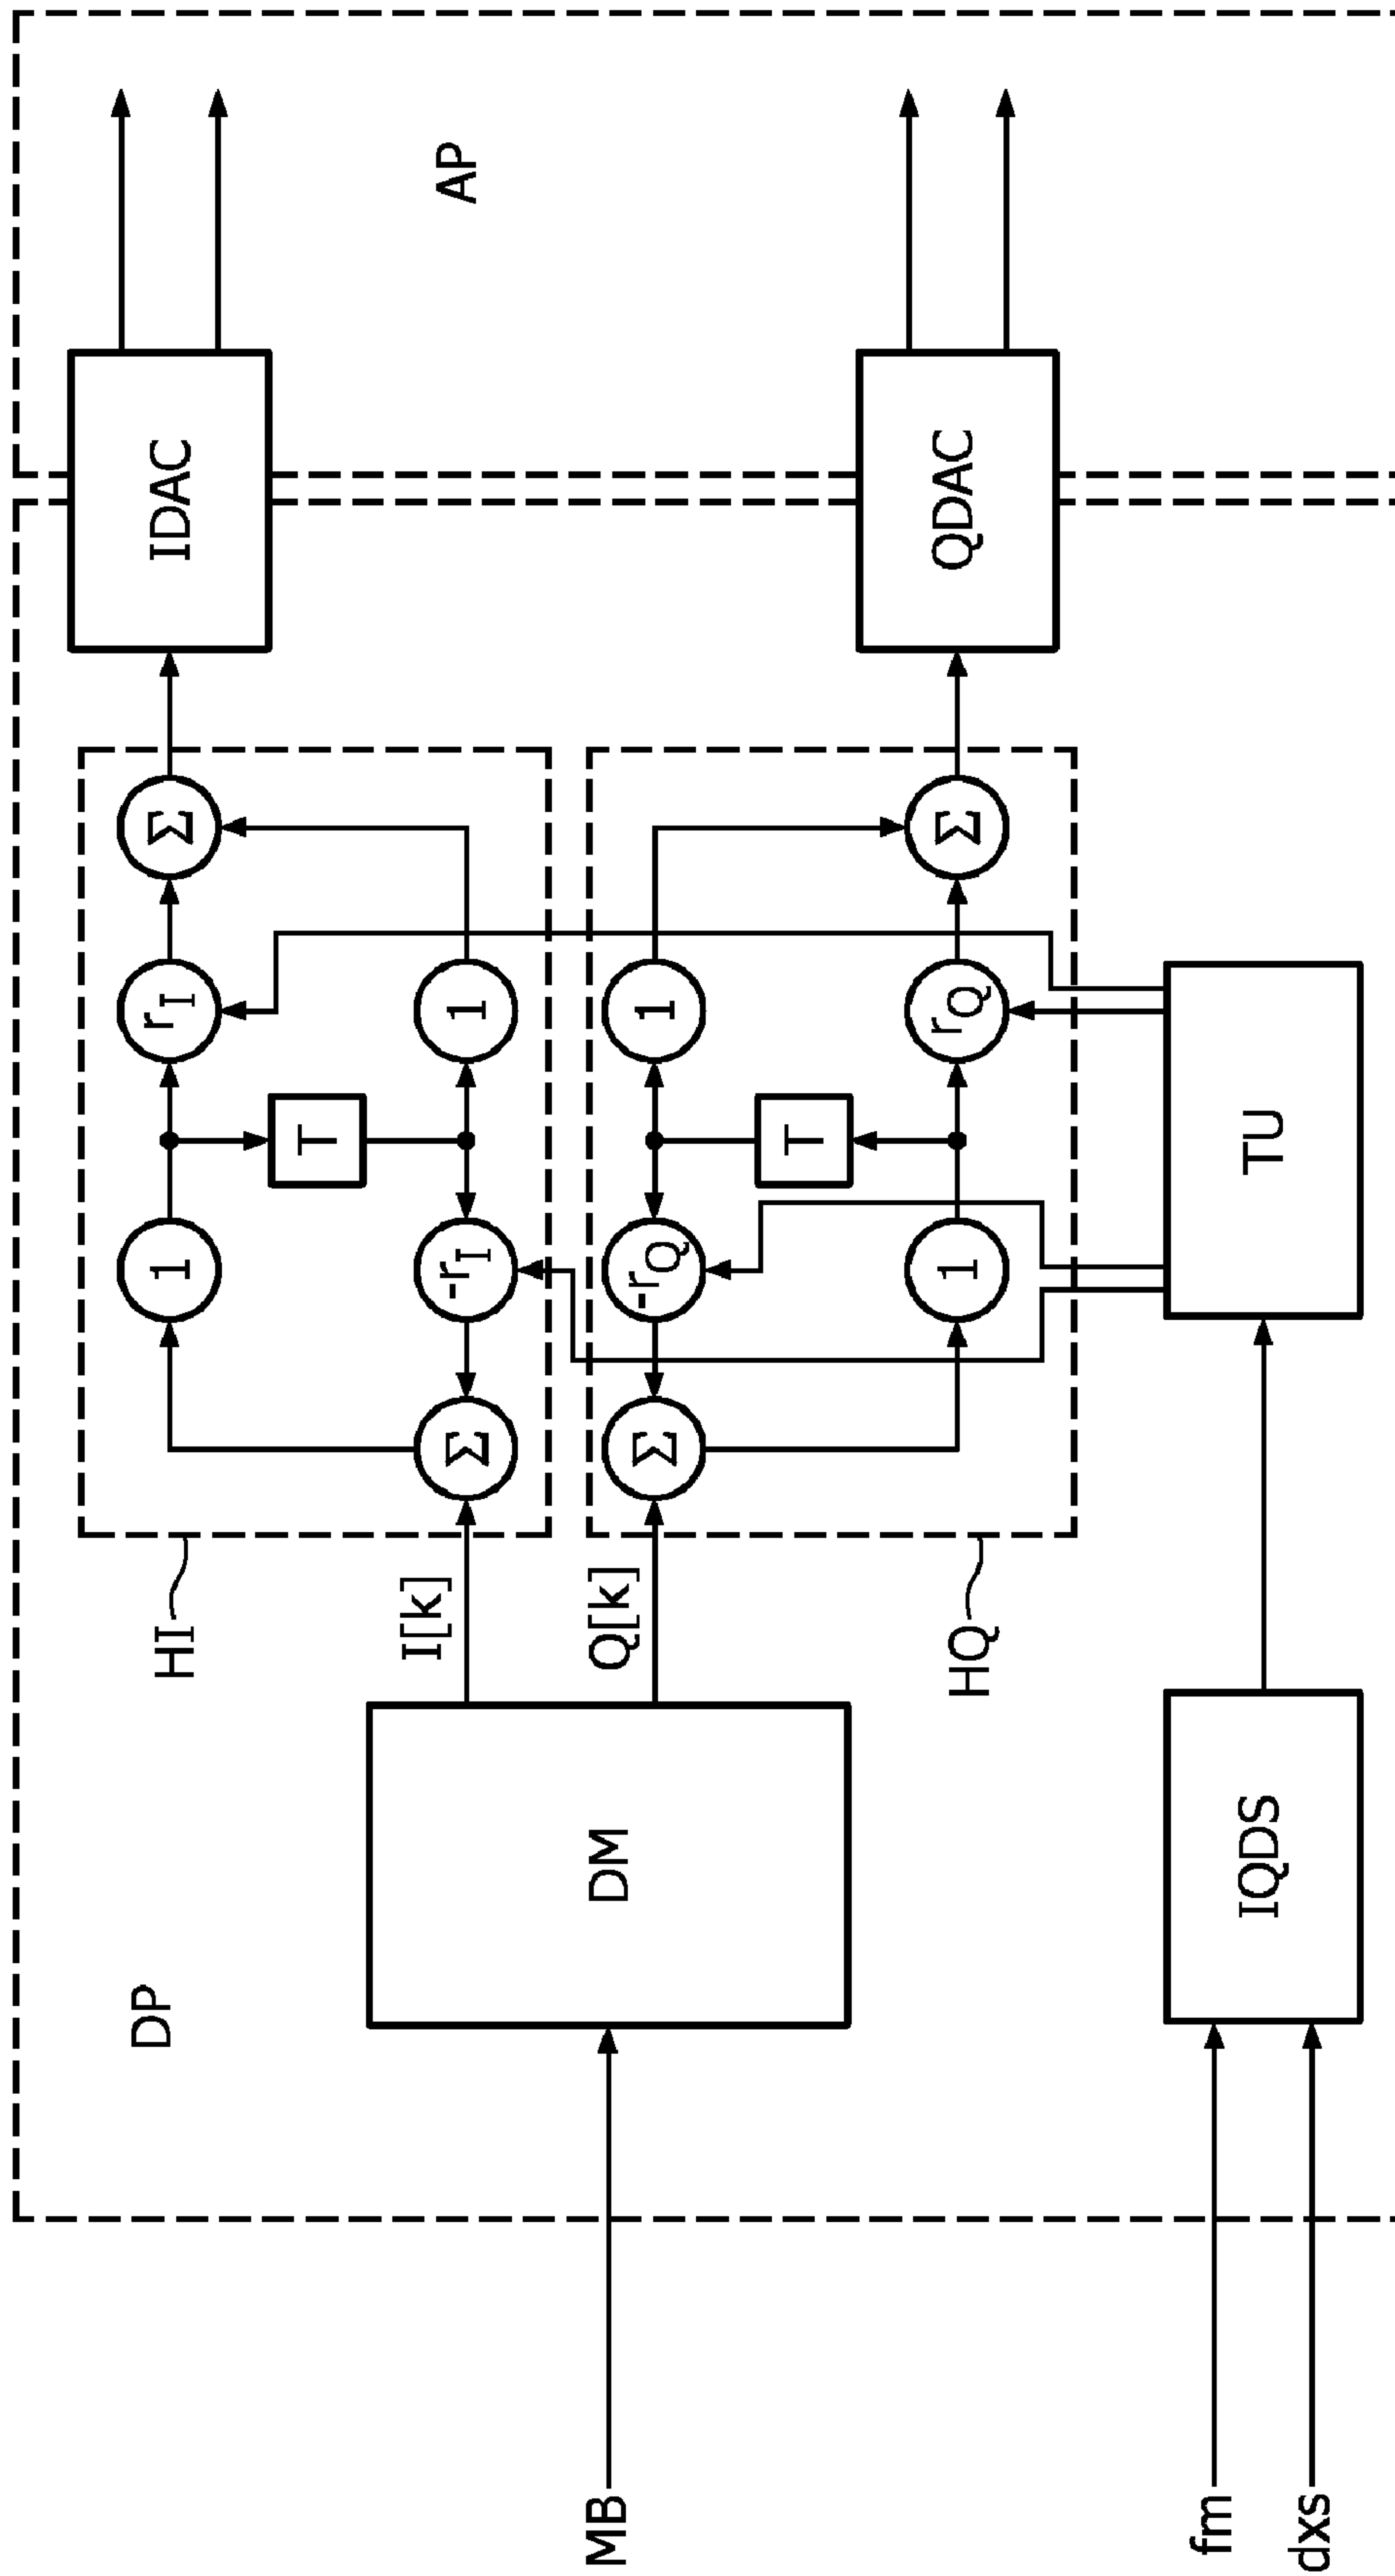 DP
AP
HI
IDAC
1
r_I
Σ
T
I[k]
Σ
-r_I
1
DM
MB
Q[k]
Σ
-r_Q
1
T
HQ
1
r_Q
Σ
QDAC
fm
dxs
IQDS
TU